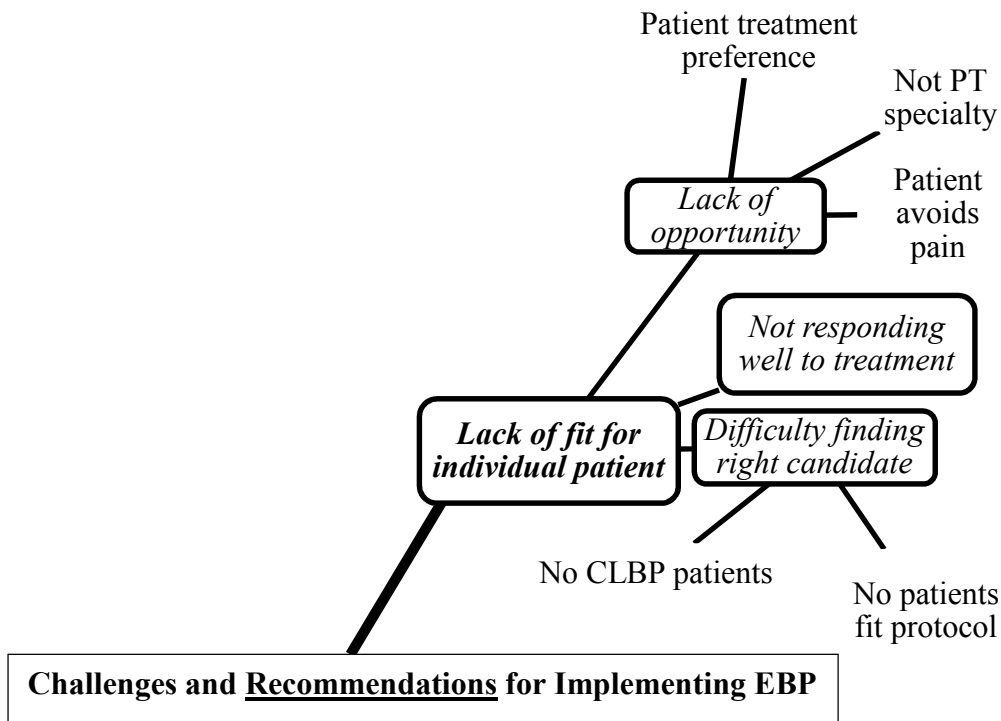 Patient treatment
preference
Not PT
specialty
Lack of
opportunity
Patient
avoids
pain
Not responding
well to treatment
Lack of fit for
individual patient
Difficulty finding
right candidate
No CLBP patients
No patients
fit protocol
Challenges and Recommendations for Implementing EBP